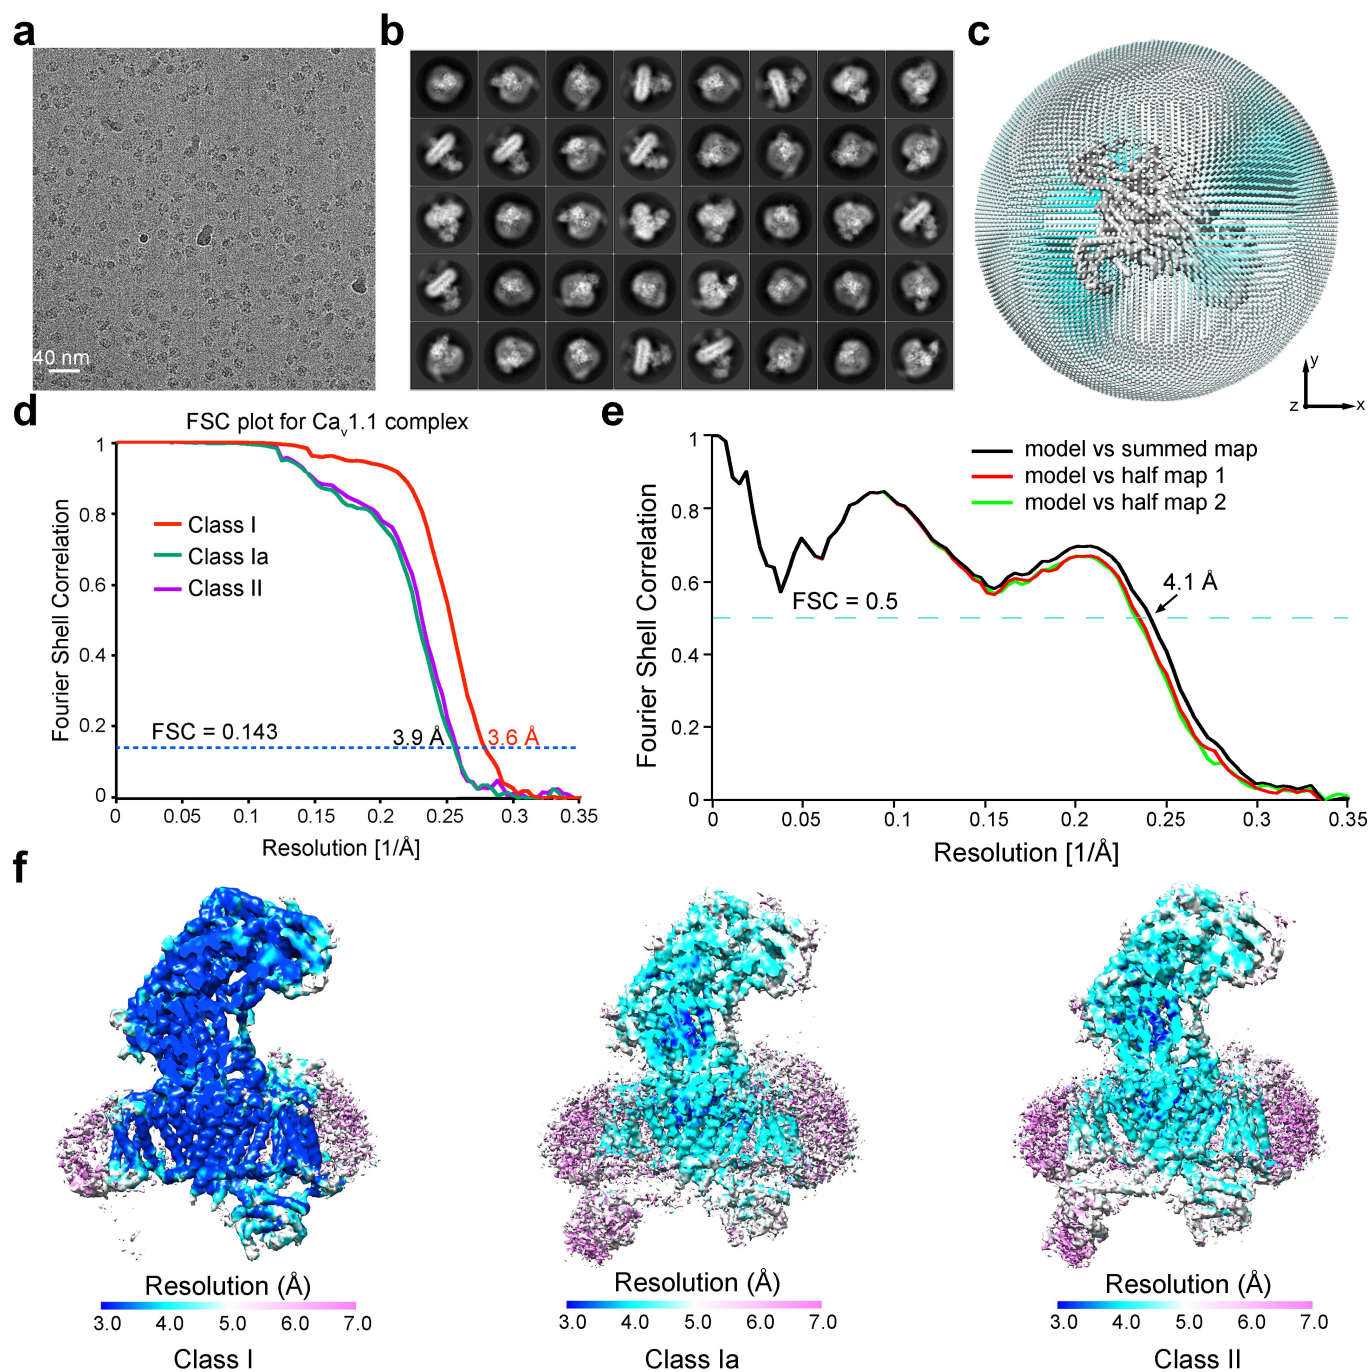 a
b
c
40 nm
y
z
x
d
FSC plot for Cav1.1 complex
1
0.8
0.6
0.4
0.2
0
Fourier Shell Correlation
Class I
Class Ia
Class II
FSC = 0.143
3.9 Å
3.6 Å
0 0.05 0.1 0.15 0.2 0.25 0.3 0.35
Resolution [1/Å]
e
1
0.8
0.6
0.4
0.2
0
Fourier Shell Correlation
model vs summed map
model vs half map 1
model vs half map 2
FSC = 0.5
4.1 Å
0 0.05 0.1 0.15 0.2 0.25 0.3 0.35
Resolution [1/Å]
f
Resolution (Å)
3.0 4.0 5.0 6.0 7.0
Class I
Resolution (Å)
3.0 4.0 5.0 6.0 7.0
Class Ia
Resolution (Å)
3.0 4.0 5.0 6.0 7.0
Class II